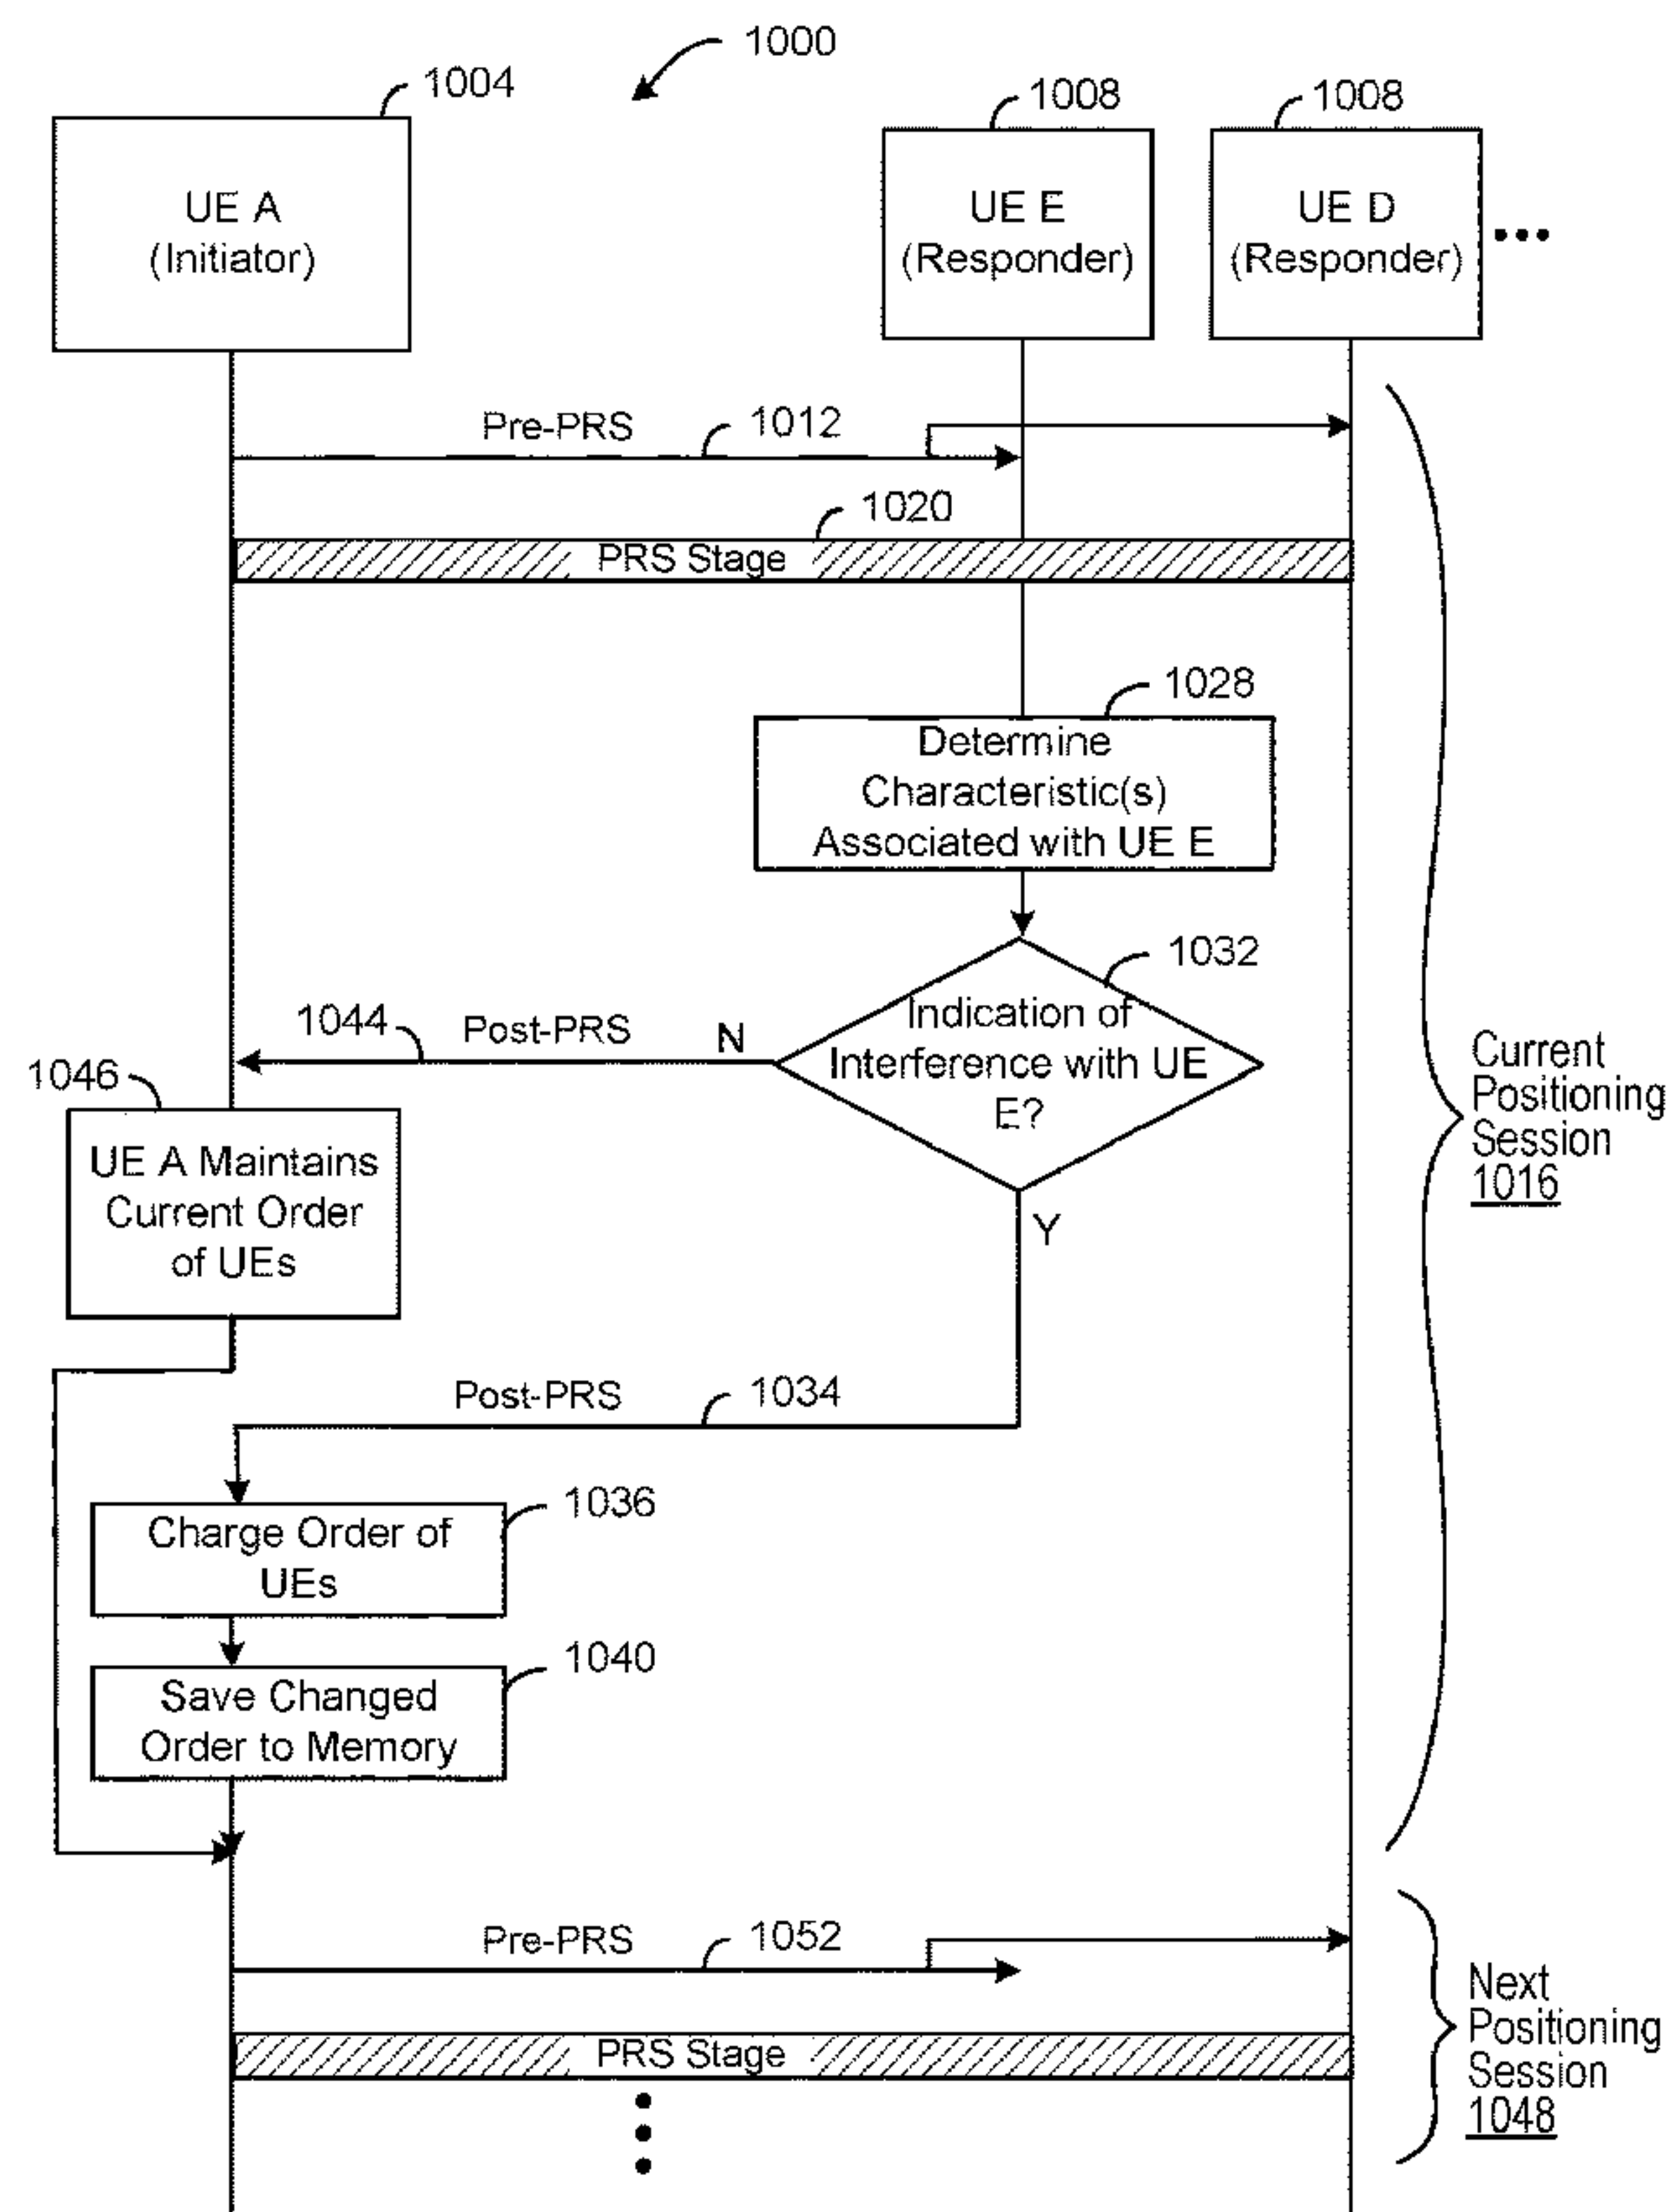 1000
1004
1008
1008
UE A
(Initiator)
UE E
(Responder)
UE D
(Responder)
Pre-PRS
1012
1020
PRS Stage
1028
Determine
Characteristic(s)
Associated with UE E
1032
Indication of
Interference with UE
E?
N
Post-PRS
1044
1046
UE A Maintains
Current Order
of UEs
Y
Current
Positioning
Session
1016
Post-PRS
1034
1036
Charge Order of
UEs
1040
Save Changed
Order to Memory
Pre-PRS
1052
PRS Stage
Next
Positioning
Session
1048